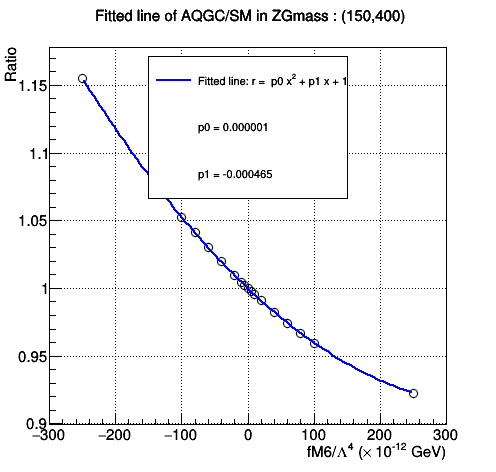 Fitted line of AQGC/SM in ZGmass : (150,400)
Ratio
Fitted line: r = p0 x² + p1 x + 1
p0 = 0.000001
p1 = -0.000465
1.15
1.1
1.05
1
0.95
0.9
−300 −200 −100 0 100 200 300
fM6/Λ⁴ (× 10⁻¹² GeV)